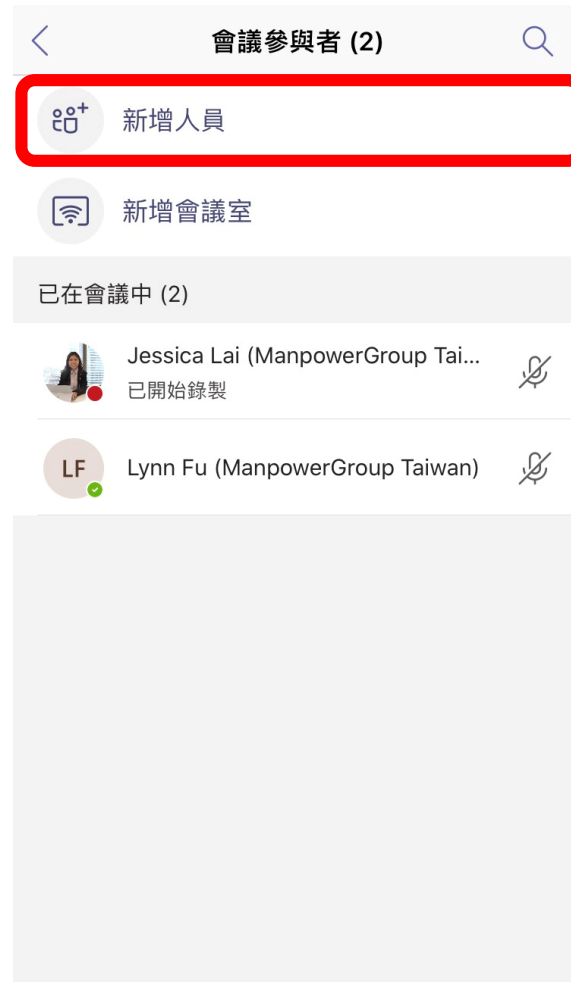 會議參與者 (2)
新增人員
新增會議室
已在會議中 (2)
Jessica Lai (ManpowerGroup Tai...
已開始錄製
LF
Lynn Fu (ManpowerGroup Taiwan)